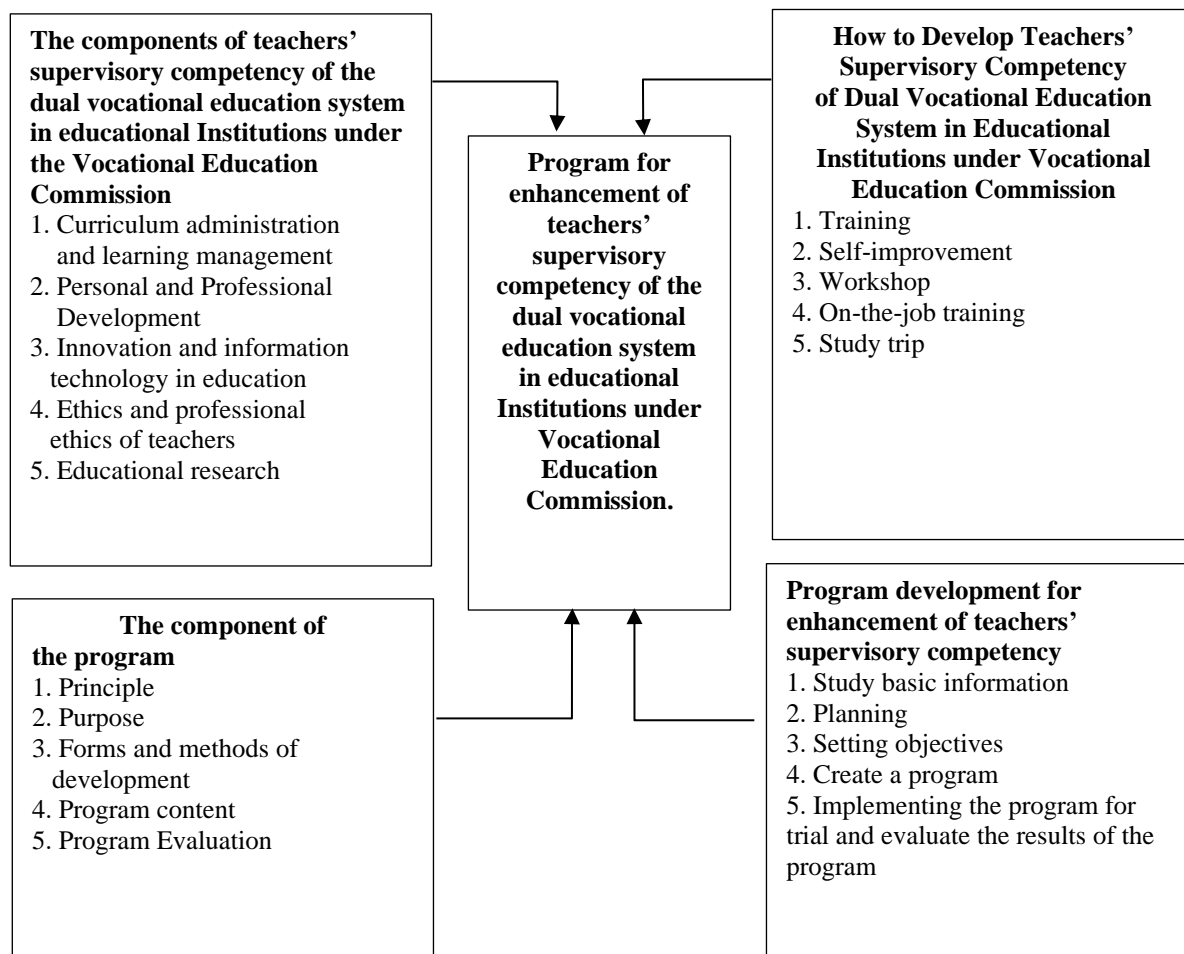 The components of teachers'
supervisory competency of the
dual vocational education system
in educational Institutions under
the Vocational Education
Commission
1. Curriculum administration
and learning management
2. Personal and Professional
Development
3. Innovation and information
technology in education
4. Ethics and professional
ethics of teachers
5. Educational research
Program for
enhancement of
teachers'
supervisory
competency of the
dual vocational
education system
in educational
Institutions under
Vocational
Education
Commission.
How to Develop Teachers'
Supervisory Competency
of Dual Vocational Education
System in Educational
Institutions under Vocational
Education Commission
1. Training
2. Self-improvement
3. Workshop
4. On-the-job training
5. Study trip
The component of
the program
1. Principle
2. Purpose
3. Forms and methods of
development
4. Program content
5. Program Evaluation
Program development for
enhancement of teachers'
supervisory competency
1. Study basic information
2. Planning
3. Setting objectives
4. Create a program
5. Implementing the program for
trial and evaluate the results of the
program